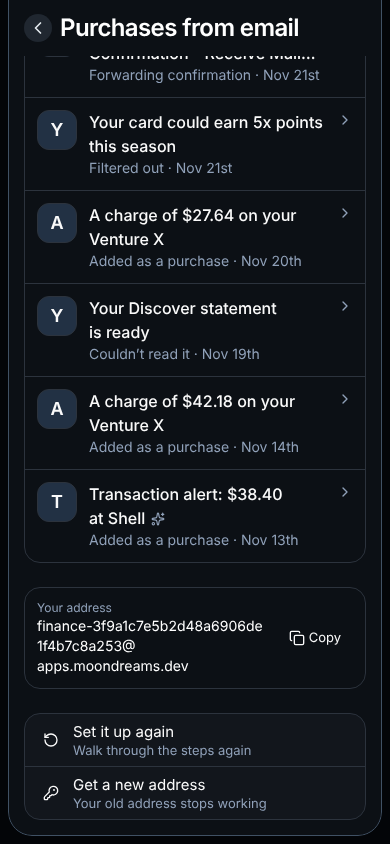 Purchases from email
Confirmation - Receive Mail...
Forwarding confirmation · Nov 21st
Y
Your card could earn 5x points
this season
Filtered out · Nov 21st
A
A charge of $27.64 on your
Venture X
Added as a purchase · Nov 20th
Y
Your Discover statement
is ready
Couldn’t read it · Nov 19th
A
A charge of $42.18 on your
Venture X
Added as a purchase · Nov 14th
T
Transaction alert: $38.40
at Shell
Added as a purchase · Nov 13th
Your address
finance-3f9a1c7e5b2d48a6906de
1f4b7c8a253@
apps.moondreams.dev
Copy
Set it up again
Walk through the steps again
Get a new address
Your old address stops working